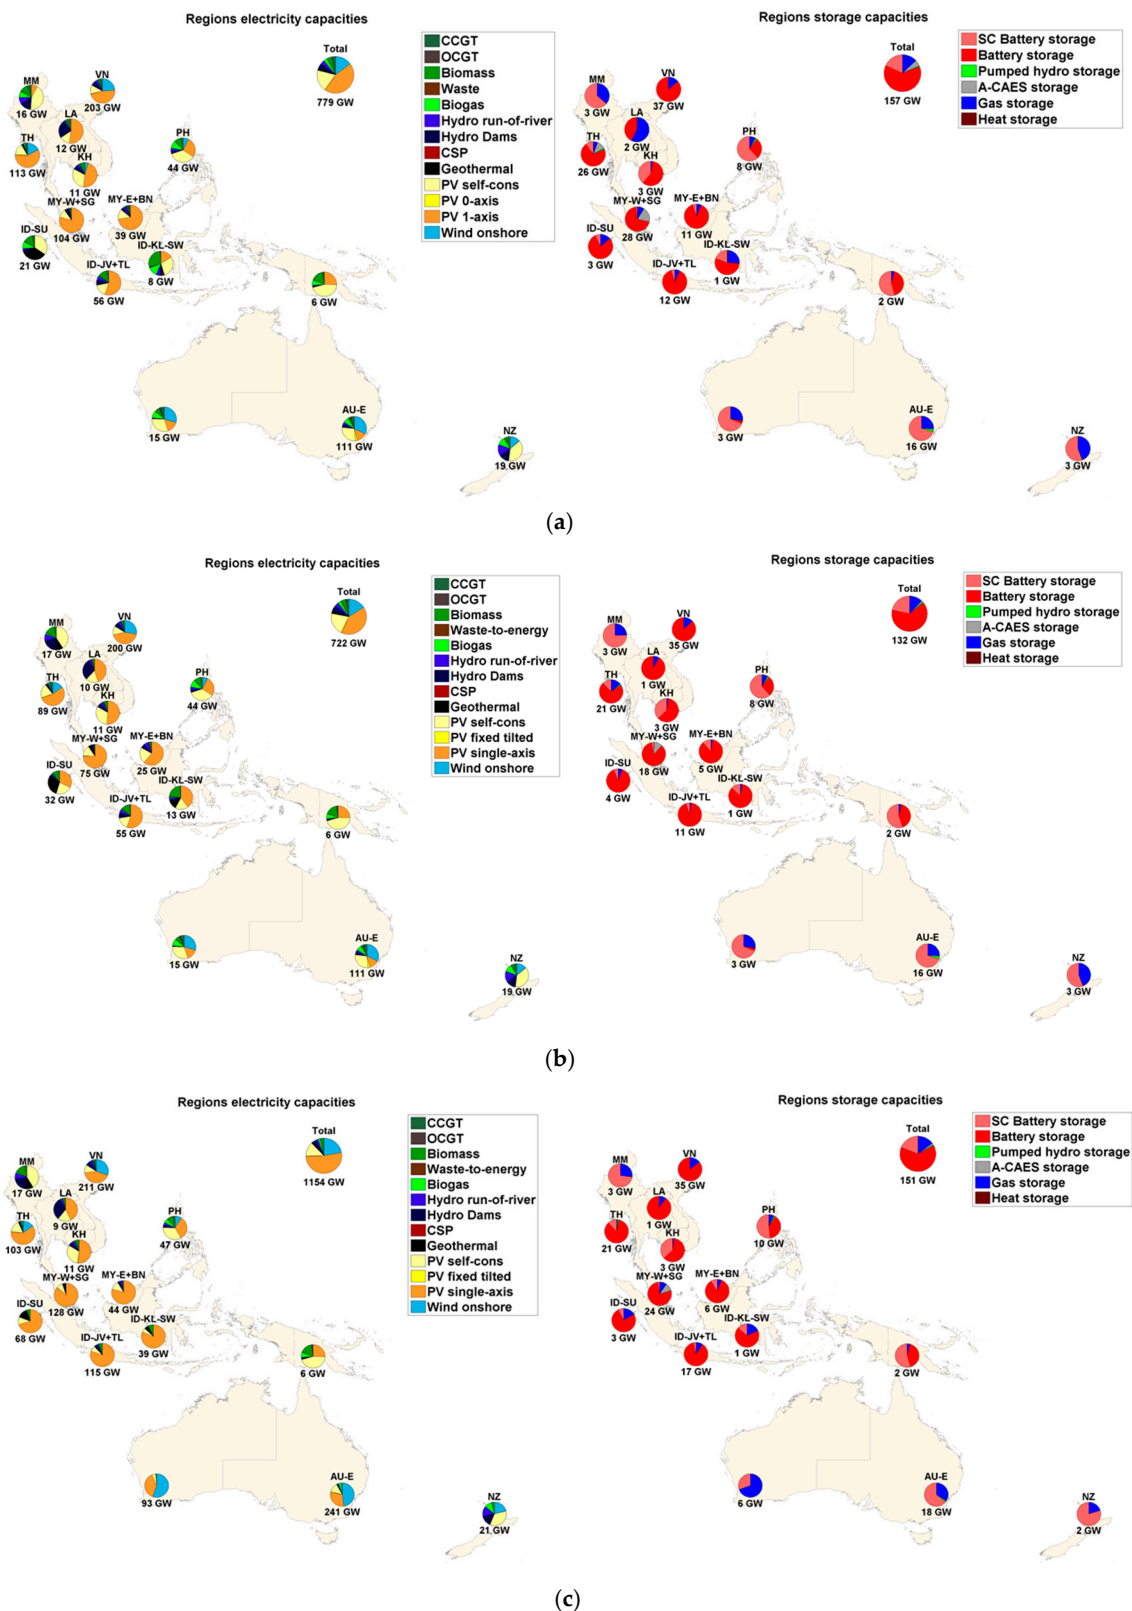 Regions electricity capacities
CCGT
OCGT
Biomass
Waste
Biogas
Hydro run-of-river
Hydro Dams
CSP
Geothermal
PV self-cons
PV 0-axis
PV 1-axis
Wind onshore
Total
779 GW
MM
16 GW
VN
203 GW
LA
12 GW
TH
113 GW
KH
11 GW
PH
44 GW
MY-W+SG
104 GW
MY-E+BN
39 GW
ID-SU
21 GW
ID-KL-SW
8 GW
ID-JV+TL
56 GW
6 GW
15 GW
AU-E
111 GW
NZ
19 GW
Regions storage capacities
SC Battery storage
Battery storage
Pumped hydro storage
A-CAES storage
Gas storage
Heat storage
Total
157 GW
MM
3 GW
VN
37 GW
LA
2 GW
TH
26 GW
KH
3 GW
PH
8 GW
MY-W+SG
28 GW
MY-E+BN
11 GW
ID-SU
3 GW
ID-KL-SW
1 GW
ID-JV+TL
12 GW
2 GW
3 GW
AU-E
16 GW
NZ
3 GW
(a)
Regions electricity capacities
CCGT
OCGT
Biomass
Waste-to-energy
Biogas
Hydro run-of-river
Hydro Dams
CSP
Geothermal
PV self-cons
PV fixed tilted
PV single-axis
Wind onshore
Total
722 GW
MM
17 GW
VN
200 GW
LA
10 GW
TH
89 GW
KH
11 GW
PH
44 GW
MY-W+SG
75 GW
MY-E+BN
25 GW
ID-SU
32 GW
ID-KL-SW
13 GW
ID-JV+TL
55 GW
6 GW
15 GW
AU-E
111 GW
NZ
19 GW
Regions storage capacities
SC Battery storage
Battery storage
Pumped hydro storage
A-CAES storage
Gas storage
Heat storage
Total
132 GW
MM
3 GW
VN
35 GW
LA
1 GW
TH
21 GW
KH
3 GW
PH
8 GW
MY-W+SG
18 GW
MY-E+BN
5 GW
ID-SU
4 GW
ID-KL-SW
1 GW
ID-JV+TL
11 GW
2 GW
3 GW
AU-E
16 GW
NZ
3 GW
(b)
Regions electricity capacities
CCGT
OCGT
Biomass
Waste-to-energy
Biogas
Hydro run-of-river
Hydro Dams
CSP
Geothermal
PV self-cons
PV fixed tilted
PV single-axis
Wind onshore
Total
1154 GW
MM
17 GW
VN
211 GW
LA
9 GW
TH
103 GW
KH
11 GW
PH
47 GW
MY-W+SG
128 GW
MY-E+BN
44 GW
ID-SU
68 GW
ID-KL-SW
39 GW
ID-JV+TL
115 GW
6 GW
93 GW
AU-E
241 GW
NZ
21 GW
Regions storage capacities
SC Battery storage
Battery storage
Pumped hydro storage
A-CAES storage
Gas storage
Heat storage
Total
151 GW
MM
3 GW
VN
35 GW
LA
1 GW
TH
21 GW
KH
3 GW
PH
10 GW
MY-W+SG
24 GW
MY-E+BN
6 GW
ID-SU
3 GW
ID-KL-SW
1 GW
ID-JV+TL
17 GW
2 GW
6 GW
AU-E
18 GW
NZ
2 GW
(c)